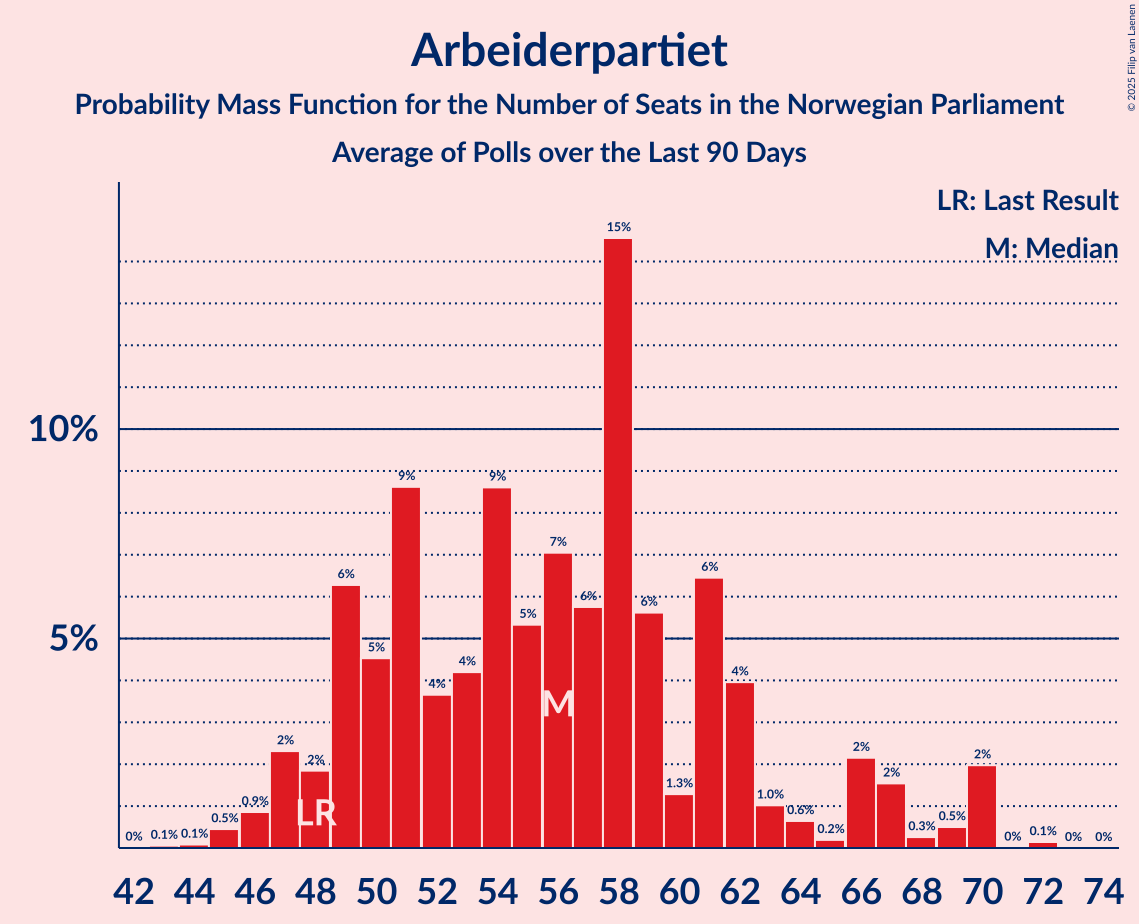 Arbeiderpartiet
Probability Mass Function for the Number of Seats in the Norwegian Parliament
Average of Polls over the Last 90 Days
© 2025 Filip van Laenen
LR: Last Result
M: Median
10%
5%
0% 0.1% 0.1% 0.5% 0.9% 2% 2% 6% 5% 9% 4% 4% 9% 5% 7% 6% 15% 6% 1.3% 6% 4% 1.0% 0.6% 0.2% 2% 2% 0.3% 0.5% 2% 0% 0.1% 0% 0%
M
LR
42 44 46 48 50 52 54 56 58 60 62 64 66 68 70 72 74